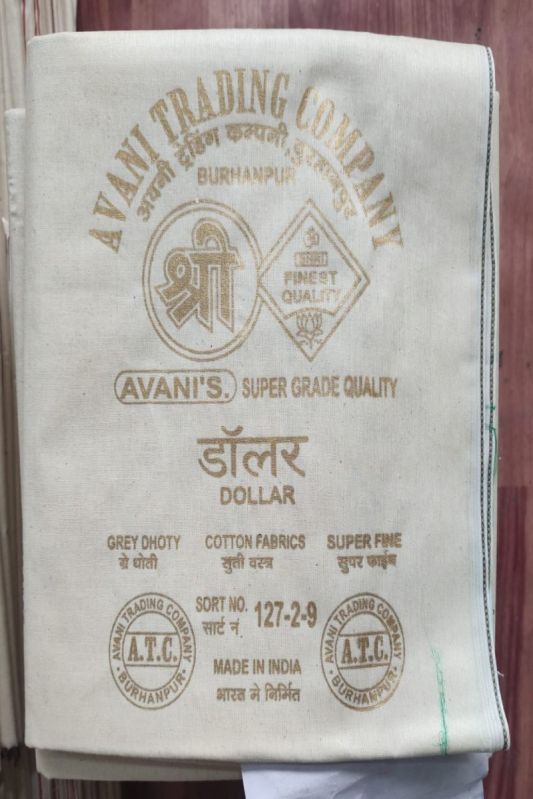 AVANI TRADING COMPANY
अवनी ट्रेडिंग कम्पनी, बुरहानपुर
BURHANPUR
श्री
ॐ
FINEST
QUALITY
AVANI'S. SUPER GRADE QUALITY
डॉलर
DOLLAR
GREY DHOTY COTTON FABRICS SUPER FINE
ग्रे धोती सुती वस्त्र सुपर फाईन
SORT NO. 127-2-9
सार्ट नं.
AVANI TRADING COMPANY
A.T.C.
BURHANPUR
AVANI TRADING COMPANY
A.T.C.
BURHANPUR
MADE IN INDIA
भारत मे निर्मित